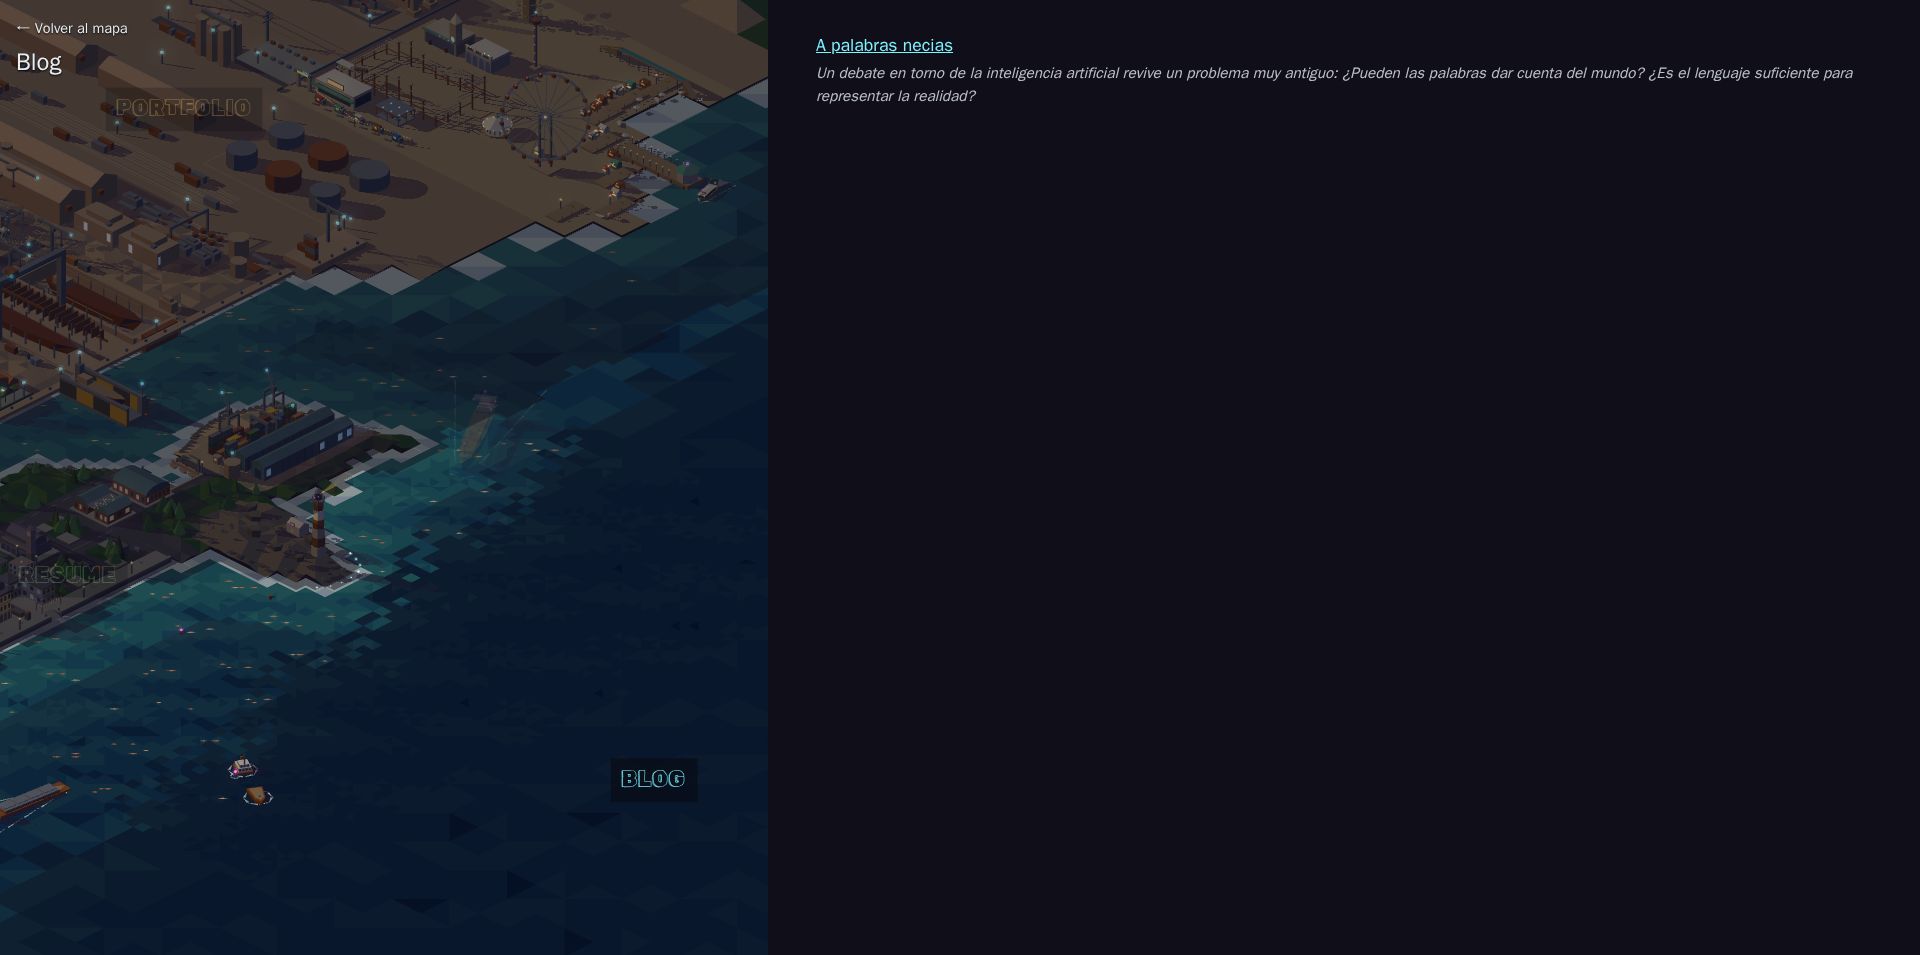 ← Volver al mapa
Blog
PORTFOLIO
RESUME
BLOG
A palabras necias
Un debate en torno de la inteligencia artificial revive un problema muy antiguo: ¿Pueden las palabras dar cuenta del mundo? ¿Es el lenguaje suficiente para
representar la realidad?